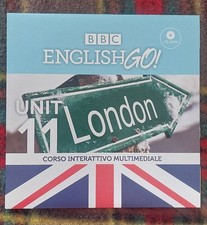 BBC
ENGLISH GO!
UNIT
11
London
CORSO INTERATTIVO MULTIMEDIALE